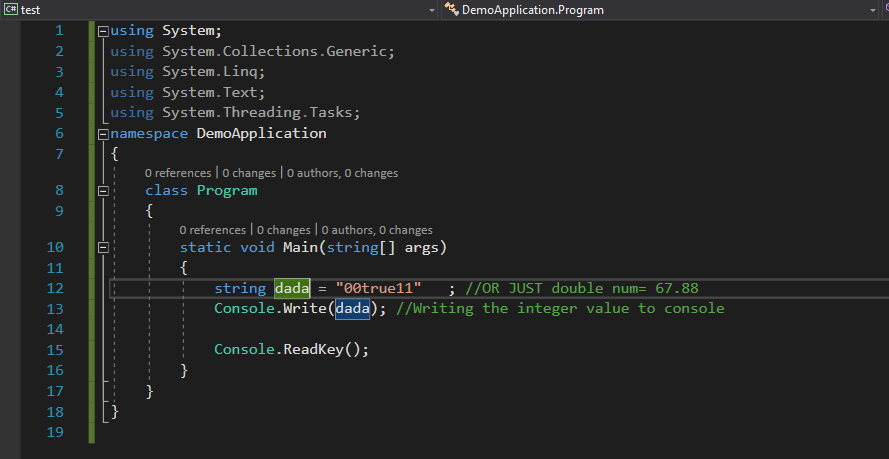 C# test DemoApplication.Program
1 using System;
2 using System.Collections.Generic;
3 using System.Linq;
4 using System.Text;
5 using System.Threading.Tasks;
6 namespace DemoApplication
7 {
0 references | 0 changes | 0 authors, 0 changes
8 class Program
9 {
0 references | 0 changes | 0 authors, 0 changes
10 static void Main(string[] args)
11 {
12 string dada = "00true11" ; //OR JUST double num= 67.88
13 Console.Write(dada); //Writing the integer value to console
14
15 Console.ReadKey();
16 }
17 }
18 }
19